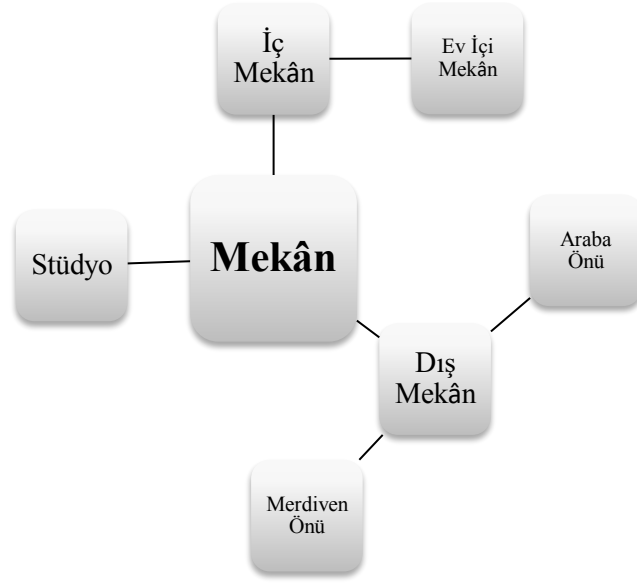 İç
Mekân
Ev İçi
Mekân
Stüdyo
Mekân
Araba
Önü
Dış
Mekân
Merdiven
Önü